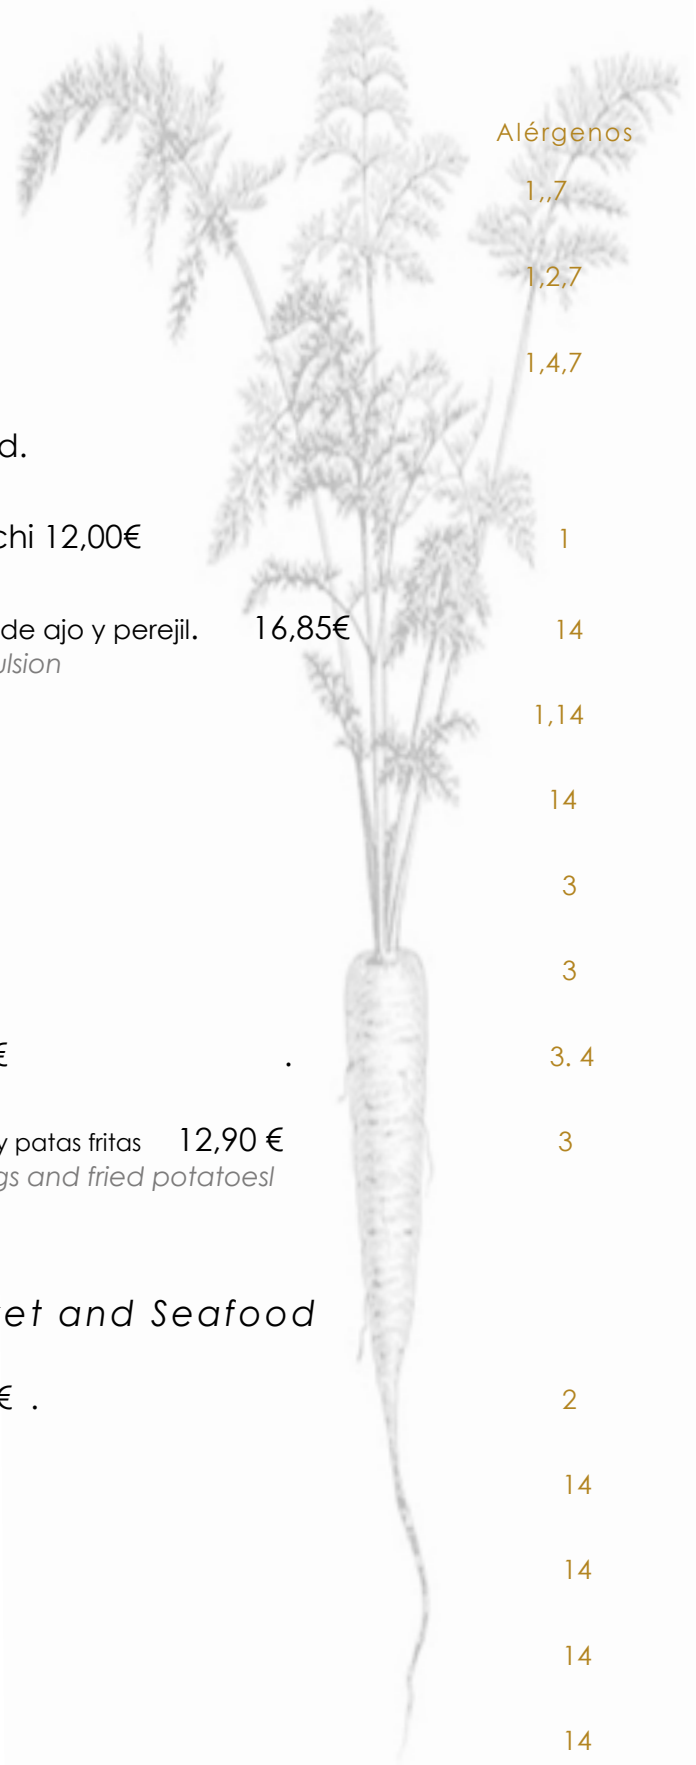 Alérgenos
1,,7
1,2,7
1,4,7
d.
chi 12,00€ 1
de ajo y perejil. 16,85€ 14
ulsion
1,14
14
3
3
€ . 3. 4
y patas fritas 12,90 € 3
gs and fried potatoesl
et and Seafood
€ . 2
14
14
14
14